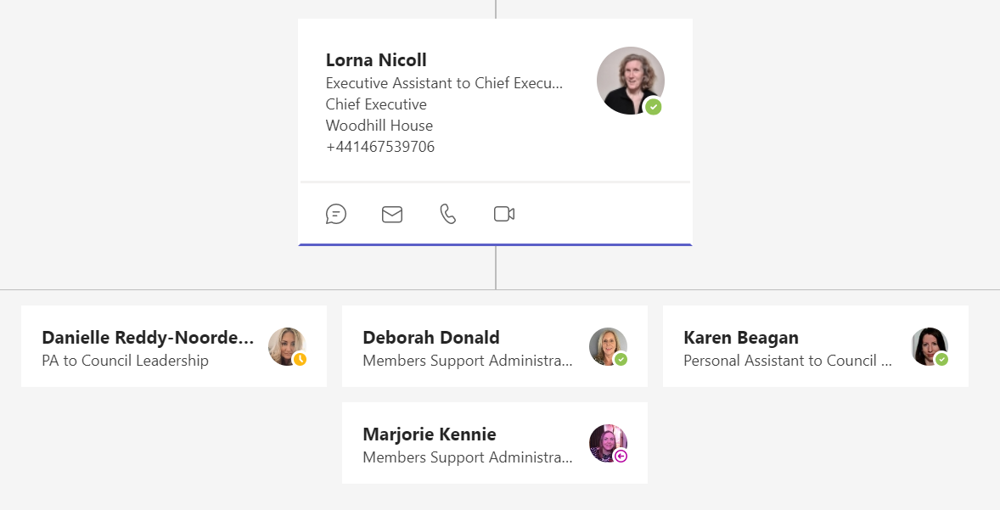 Lorna Nicoll
Executive Assistant to Chief Execu...
Chief Executive
Woodhill House
+441467539706
Danielle Reddy-Noorde...
PA to Council Leadership
Deborah Donald
Members Support Administra...
Karen Beagan
Personal Assistant to Council ...
Marjorie Kennie
Members Support Administra...